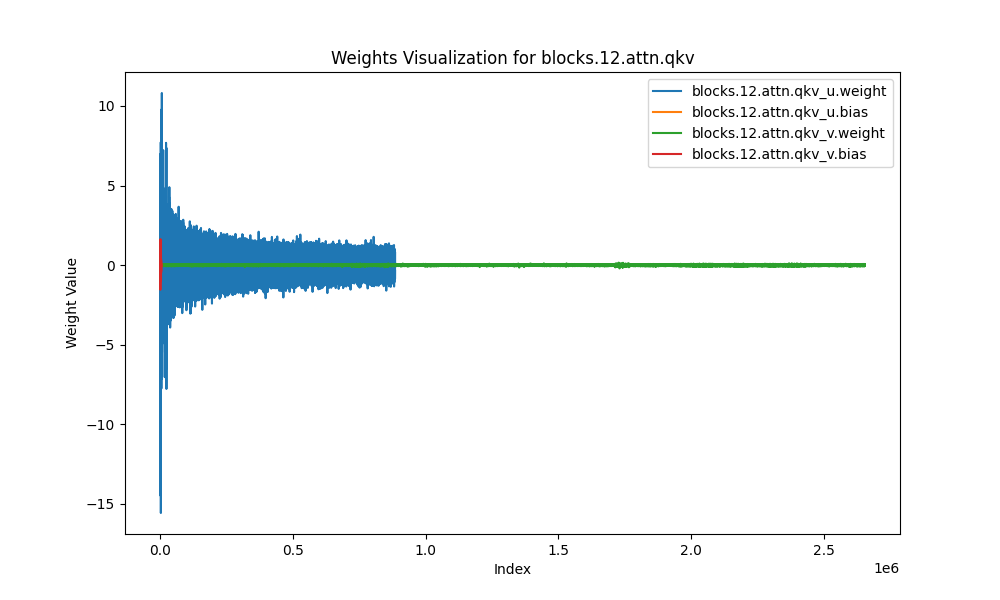 Weights Visualization for blocks.12.attn.qkv
blocks.12.attn.qkv_u.weight
blocks.12.attn.qkv_u.bias
blocks.12.attn.qkv_v.weight
blocks.12.attn.qkv_v.bias
10
5
0
−5
−10
−15
Weight Value
0.0 0.5 1.0 1.5 2.0 2.5
1e6
Index